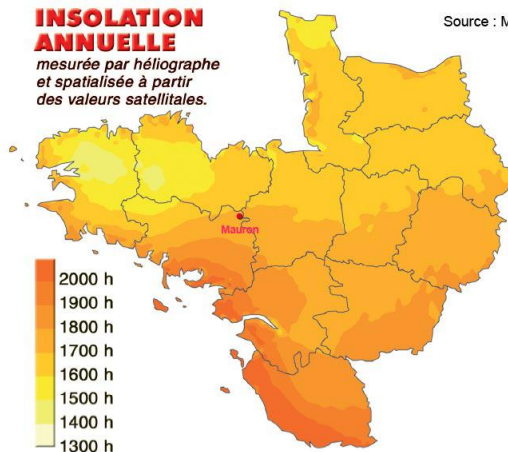 INSOLATION
ANNUELLE
mesurée par héliographe
et spatialisée à partir
des valeurs satellitales.
Source : M
Mauron
2000 h
1900 h
1800 h
1700 h
1600 h
1500 h
1400 h
1300 h